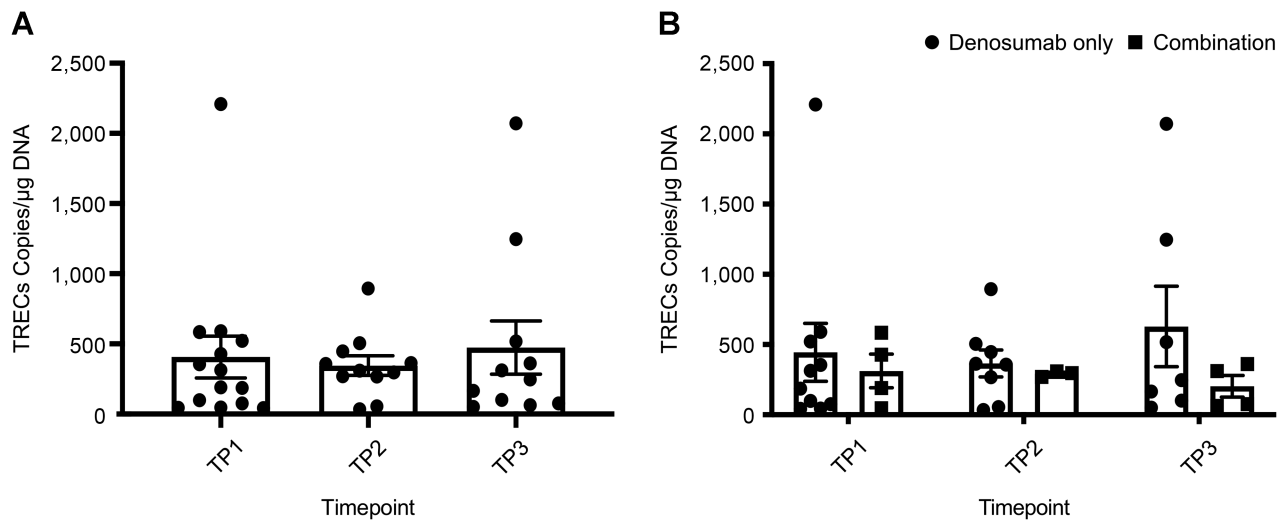 A
TRECs Copies/µg DNA
2,500
2,000
1,500
1,000
500
0
TP1
TP2
TP3
Timepoint
B
Denosumab only
Combination
TRECs Copies/µg DNA
2,500
2,000
1,500
1,000
500
0
TP1
TP2
TP3
Timepoint